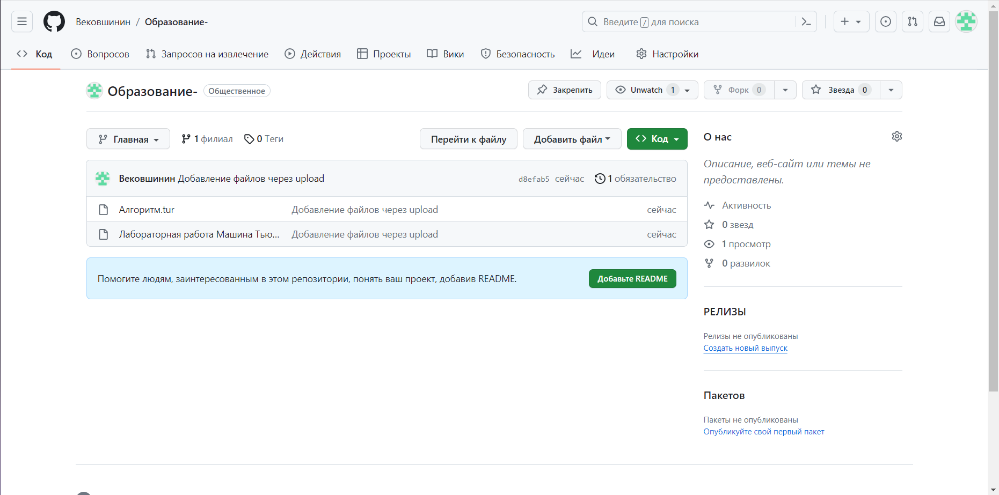 Вековшинин / Образование-
Введите / для поиска
Код
Вопросов
Запросов на извлечение
Действия
Проекты
Вики
Безопасность
Идеи
Настройки
Образование- Общественное
Закрепить
Unwatch 1
Форк 0
Звезда 0
Главная
1 филиал
0 Теги
Перейти к файлу
Добавить файл
Код
Вековшинин Добавление файлов через upload
d8efab5 сейчас
1 обязательство
Алгоритм.tur Добавление файлов через upload сейчас
Лабораторная работа Машина Тью... Добавление файлов через upload сейчас
Помогите людям, заинтересованным в этом репозитории, понять ваш проект, добавив README.
Добавьте README
О нас
Описание, веб-сайт или темы не
предоставлены.
Активность
0 звезд
1 просмотр
0 развилок
РЕЛИЗЫ
Релизы не опубликованы
Создать новый выпуск
Пакетов
Пакеты не опубликованы
Опубликуйте свой первый пакет